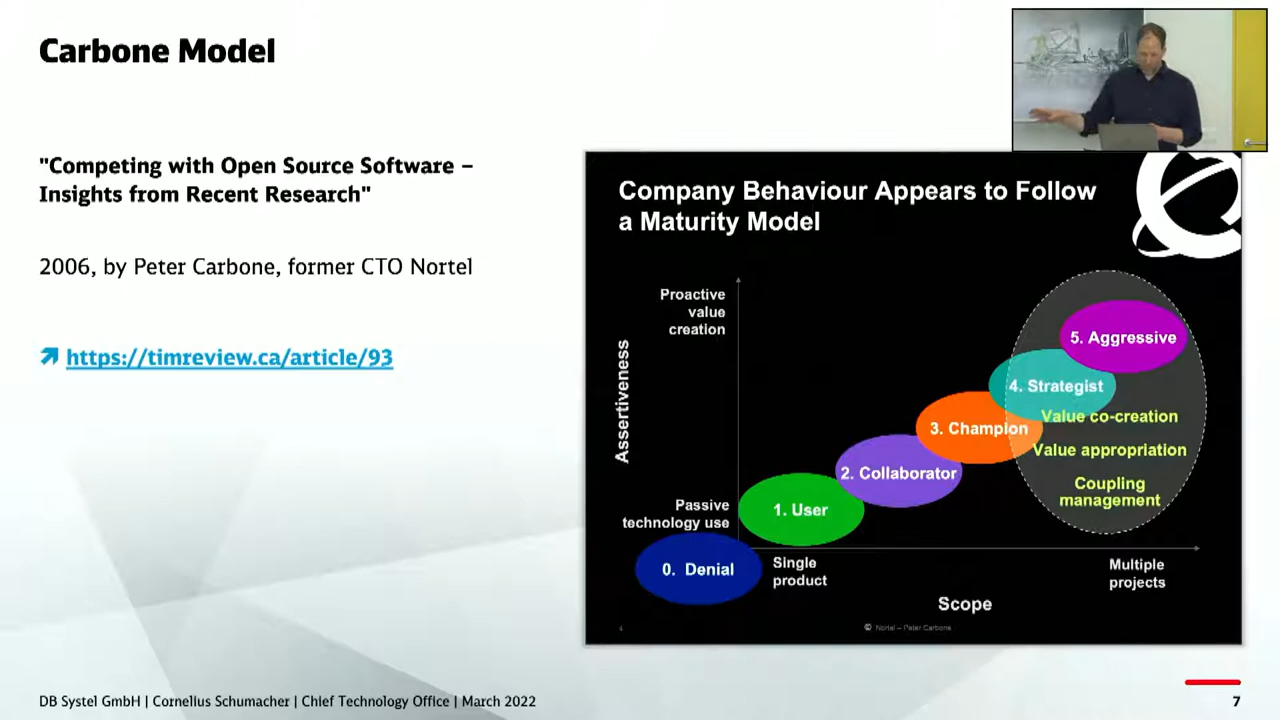 Carbone Model
"Competing with Open Source Software –
Insights from Recent Research"
2006, by Peter Carbone, former CTO Nortel
https://timreview.ca/article/93
Company Behaviour Appears to Follow
a Maturity Model
Proactive
value
creation
Assertiveness
Passive
technology use
0. Denial
1. User
2. Collaborator
3. Champion
4. Strategist
5. Aggressive
Value co-creation
Value appropriation
Coupling
management
Single
product
Multiple
projects
Scope
4
© Nortel – Peter Carbone
DB Systel GmbH | Cornelius Schumacher | Chief Technology Office | March 2022
7